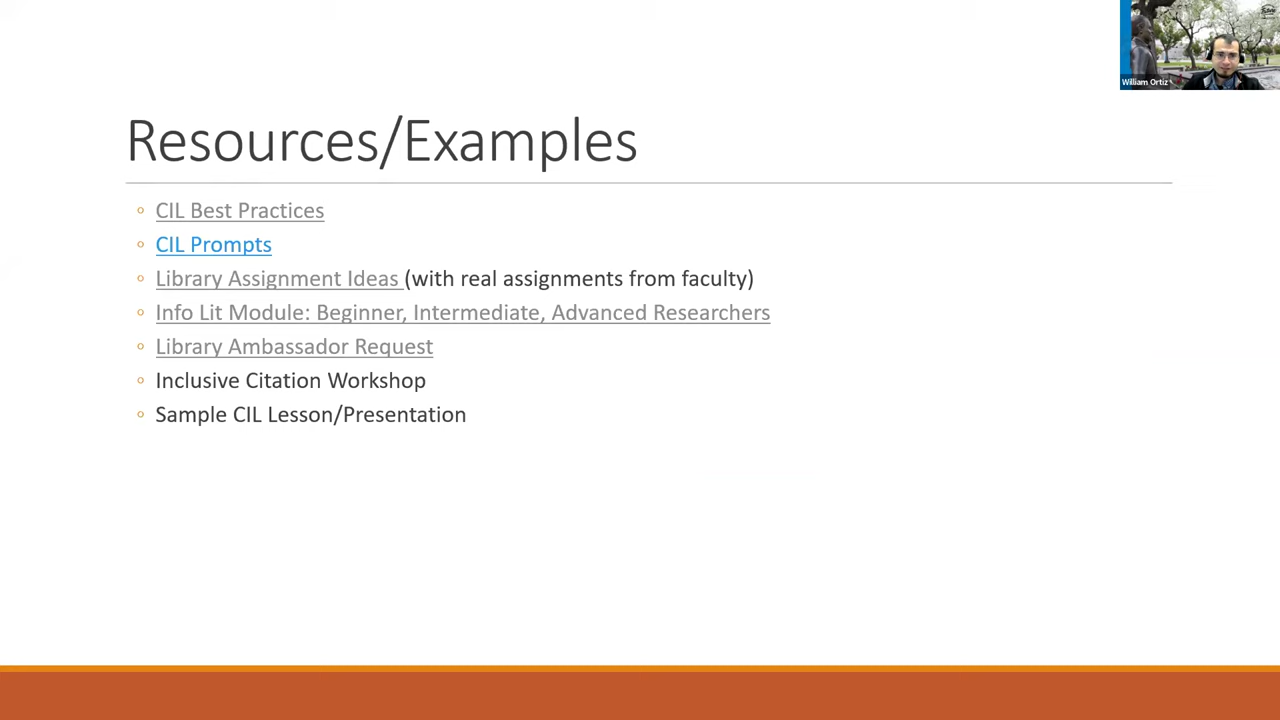 William Ortiz
Resources/Examples
CIL Best Practices
CIL Prompts
Library Assignment Ideas (with real assignments from faculty)
Info Lit Module: Beginner, Intermediate, Advanced Researchers
Library Ambassador Request
Inclusive Citation Workshop
Sample CIL Lesson/Presentation